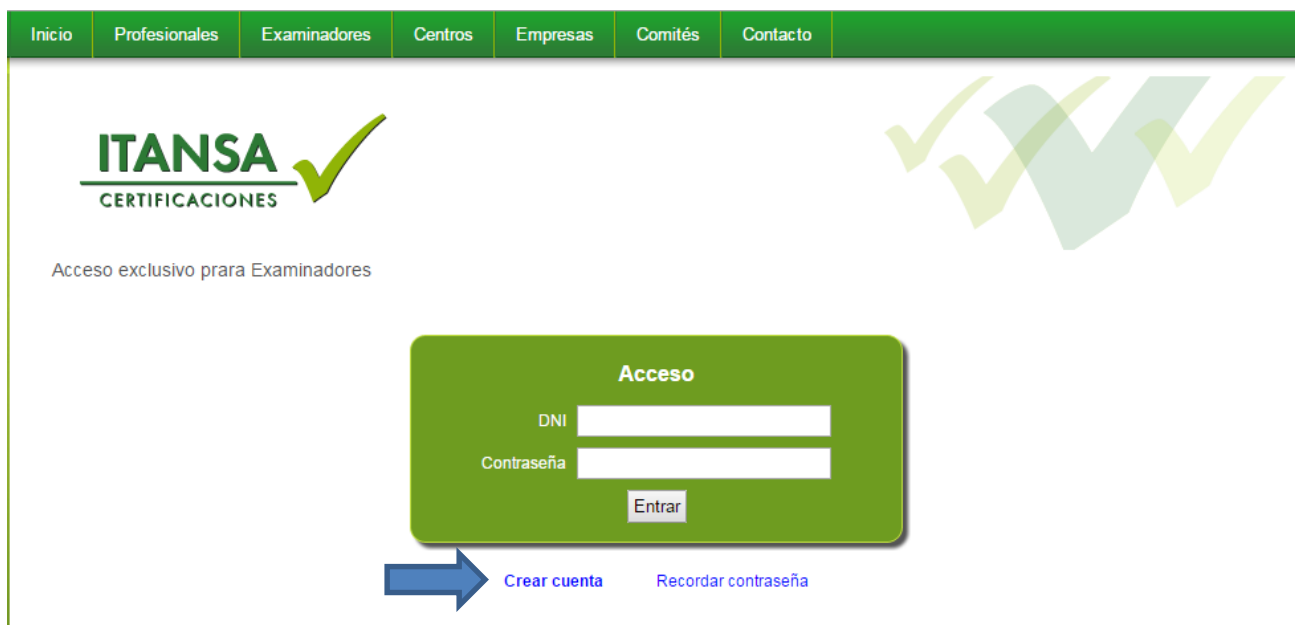 Inicio Profesionales Examinadores Centros Empresas Comités Contacto
ITANSA
CERTIFICACIONES
Acceso exclusivo prara Examinadores
Acceso
DNI
Contraseña
Entrar
Crear cuenta Recordar contraseña